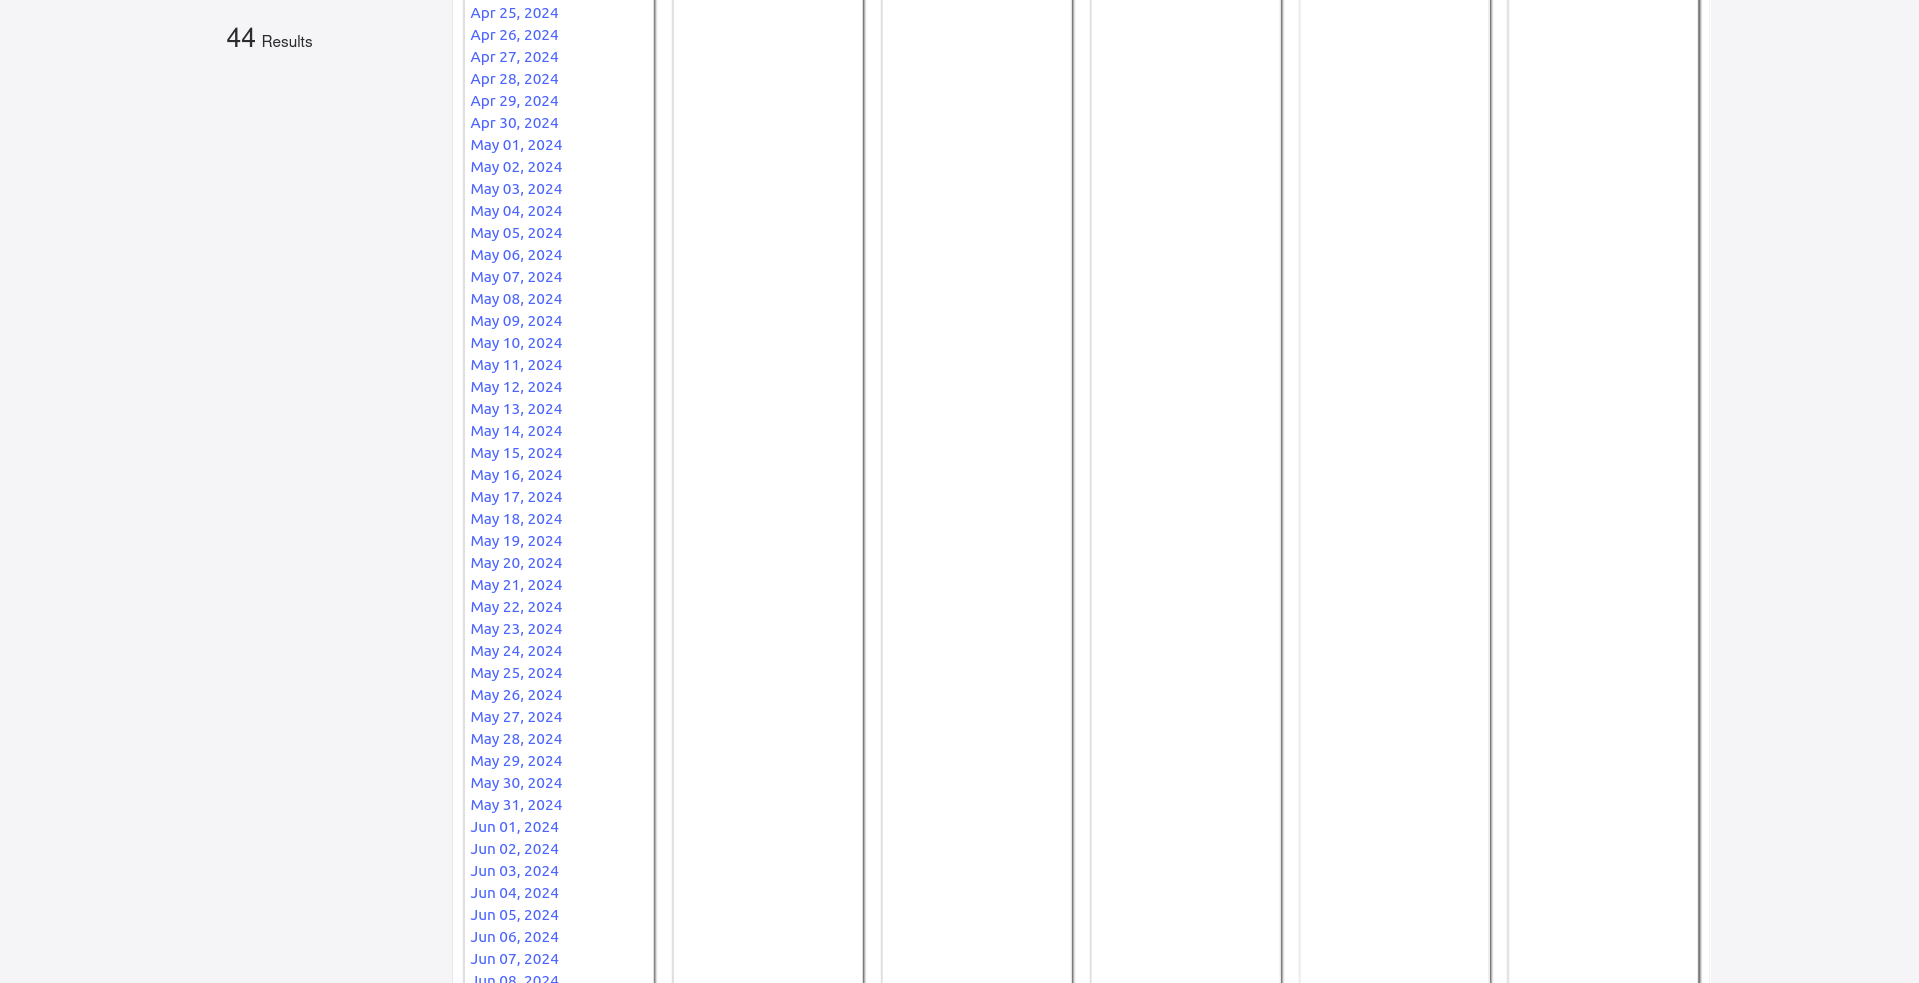 44 Results
Apr 25, 2024
Apr 26, 2024
Apr 27, 2024
Apr 28, 2024
Apr 29, 2024
Apr 30, 2024
May 01, 2024
May 02, 2024
May 03, 2024
May 04, 2024
May 05, 2024
May 06, 2024
May 07, 2024
May 08, 2024
May 09, 2024
May 10, 2024
May 11, 2024
May 12, 2024
May 13, 2024
May 14, 2024
May 15, 2024
May 16, 2024
May 17, 2024
May 18, 2024
May 19, 2024
May 20, 2024
May 21, 2024
May 22, 2024
May 23, 2024
May 24, 2024
May 25, 2024
May 26, 2024
May 27, 2024
May 28, 2024
May 29, 2024
May 30, 2024
May 31, 2024
Jun 01, 2024
Jun 02, 2024
Jun 03, 2024
Jun 04, 2024
Jun 05, 2024
Jun 06, 2024
Jun 07, 2024
Jun 08, 2024